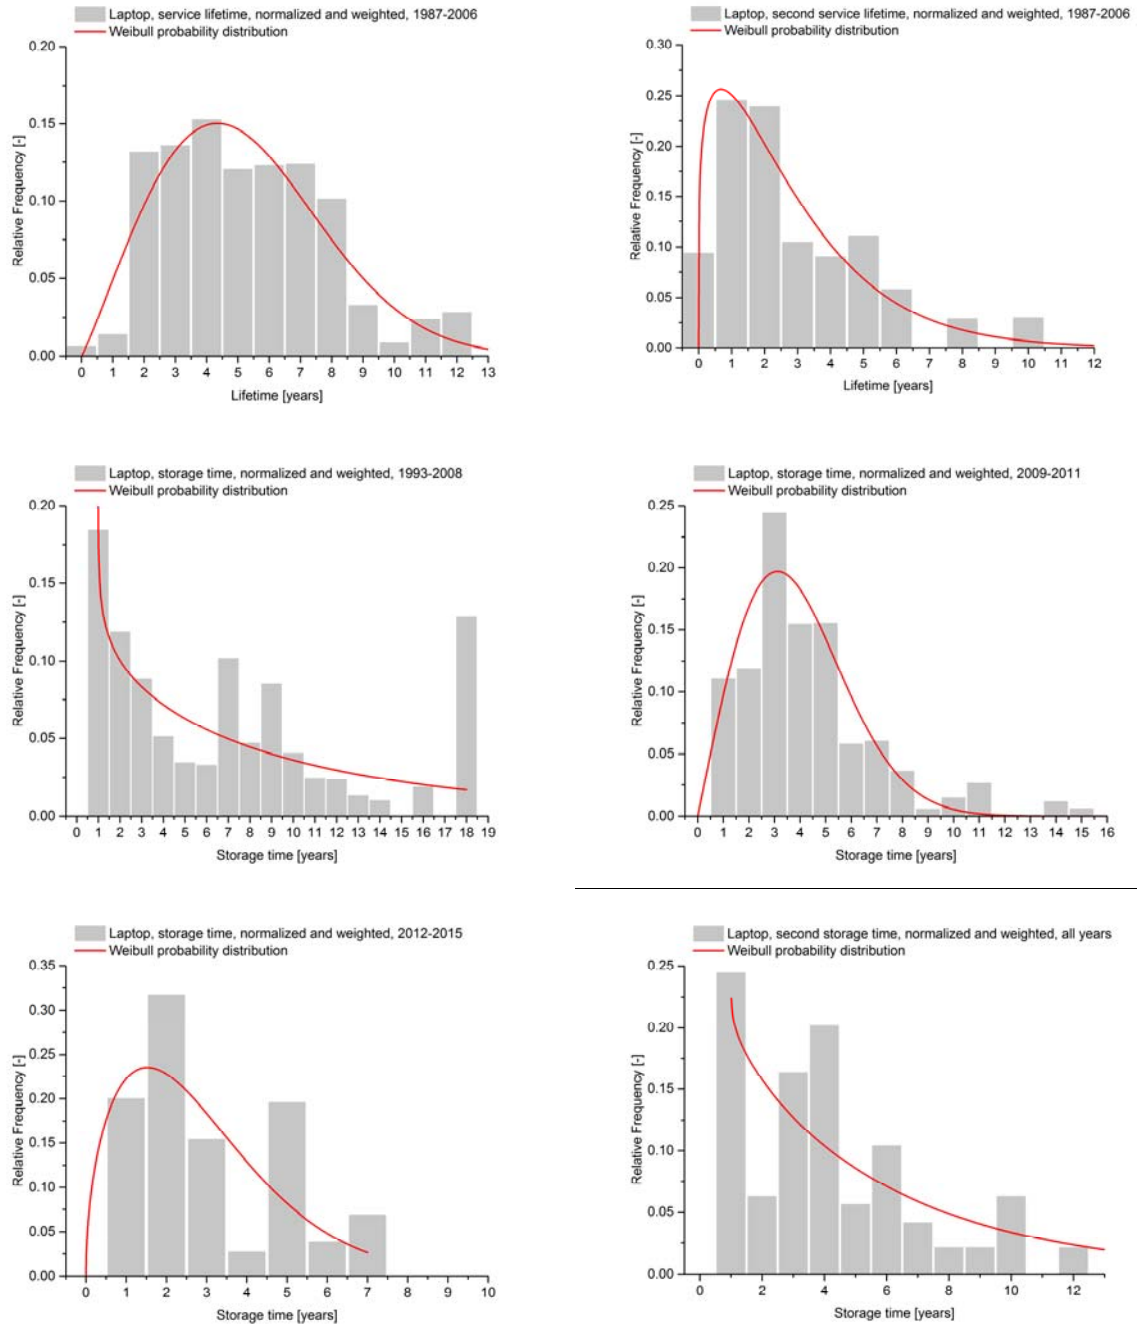 Laptop, service lifetime, normalized and weighted, 1987-2006
Weibull probability distribution
0.20
0.15
0.10
0.05
0.00
Relative Frequency [-]
0 1 2 3 4 5 6 7 8 9 10 11 12 13
Lifetime [years]
Laptop, second service lifetime, normalized and weighted, 1987-2006
Weibull probability distribution
0.30
0.25
0.20
0.15
0.10
0.05
0.00
Relative Frequency [-]
0 1 2 3 4 5 6 7 8 9 10 11 12
Lifetime [years]
Laptop, storage time, normalized and weighted, 1993-2008
Weibull probability distribution
0.20
0.15
0.10
0.05
0.00
Relative Frequency [-]
0 1 2 3 4 5 6 7 8 9 10 11 12 13 14 15 16 17 18 19
Storage time [years]
Laptop, storage time, normalized and weighted, 2009-2011
Weibull probability distribution
0.25
0.20
0.15
0.10
0.05
0.00
Relative Frequency [-]
0 1 2 3 4 5 6 7 8 9 10 11 12 13 14 15 16
Storage time [years]
Laptop, storage time, normalized and weighted, 2012-2015
Weibull probability distribution
0.35
0.30
0.25
0.20
0.15
0.10
0.05
0.00
Relative Frequency [-]
0 1 2 3 4 5 6 7 8 9 10
Storage time [years]
Laptop, second storage time, normalized and weighted, all years
Weibull probability distribution
0.25
0.20
0.15
0.10
0.05
0.00
Relative Frequency [-]
0 2 4 6 8 10 12
Storage time [years]